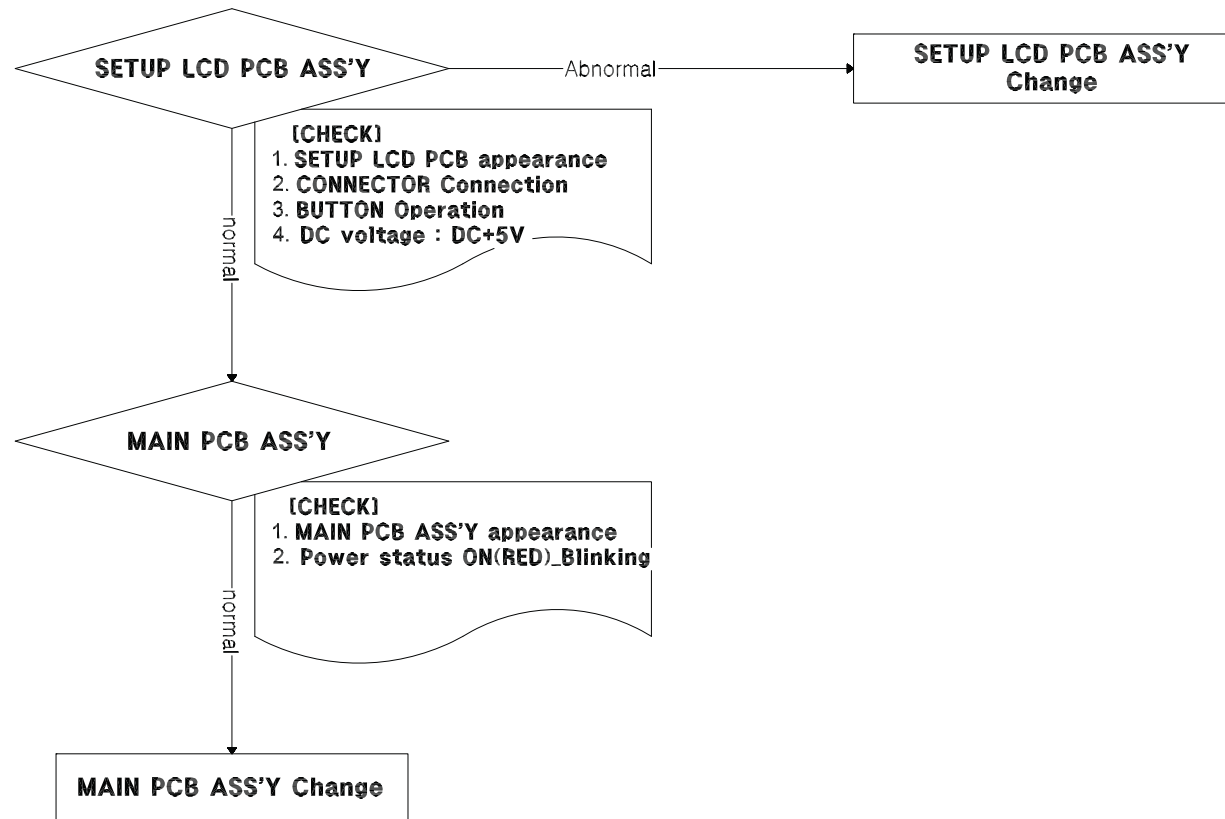 SETUP LCD PCB ASS'Y
Abnormal
SETUP LCD PCB ASS'Y
Change
[CHECK]
1. SETUP LCD PCB appearance
2. CONNECTOR Connection
3. BUTTON Operation
4. DC voltage : DC+5V
normal
MAIN PCB ASS'Y
[CHECK]
1. MAIN PCB ASS'Y appearance
2. Power status ON(RED)_Blinking
normal
MAIN PCB ASS'Y Change